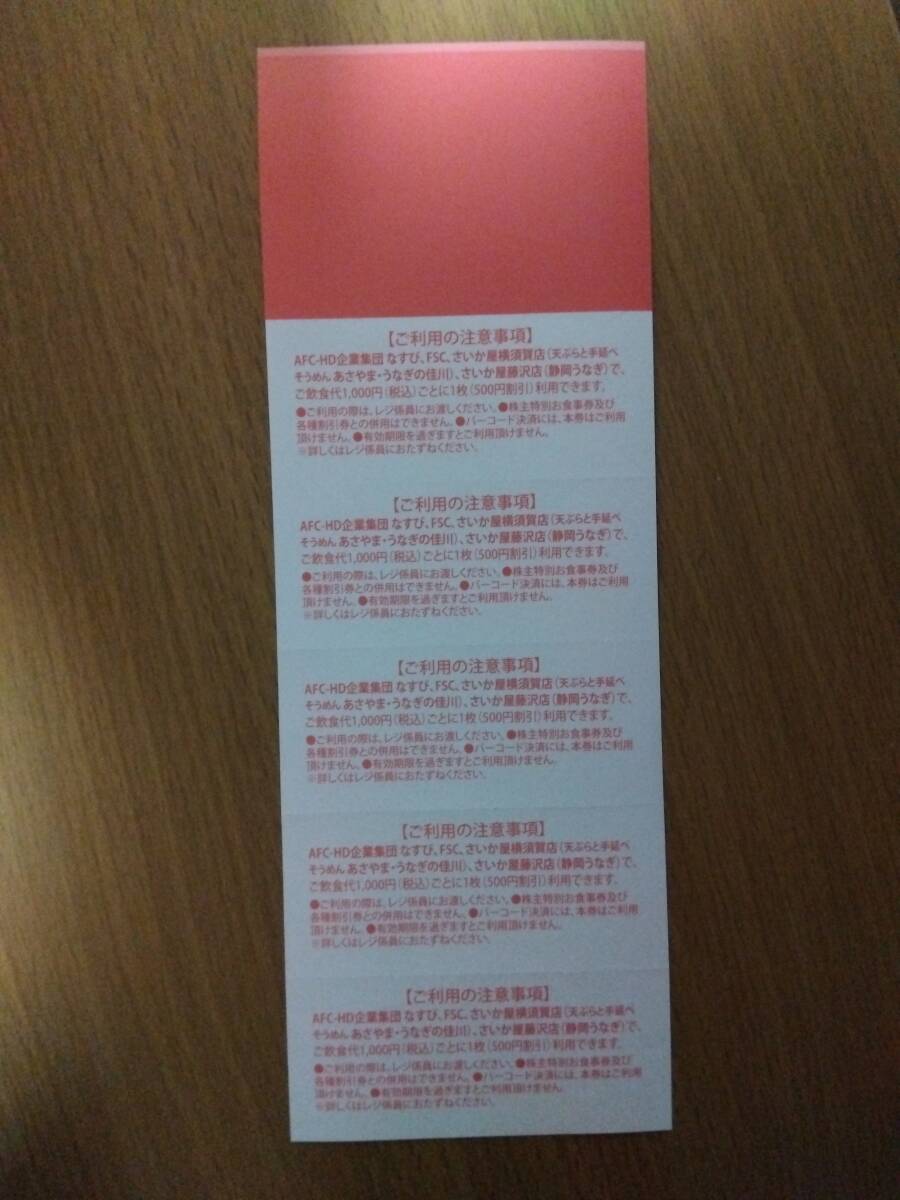 【ご利用の注意事項】
AFC-HD企業集団 なすび、FSC、さいか屋横須賀店（天ぷらと手延べ
そうめん あさやま・うなぎの佳川）、さいか屋藤沢店（静岡うなぎ）で、
ご飲食代1,000円（税込）ごとに1枚（500円割引）利用できます。
●ご利用の際は、レジ係員にお渡しください。●株主特別お食事券及び
各種割引券との併用はできません。●バーコード決済には、本券はご利用
頂けません。●有効期限を過ぎますとご利用頂けません。
※詳しくはレジ係員におたずねください。
【ご利用の注意事項】
AFC-HD企業集団 なすび、FSC、さいか屋横須賀店（天ぷらと手延べ
そうめん あさやま・うなぎの佳川）、さいか屋藤沢店（静岡うなぎ）で、
ご飲食代1,000円（税込）ごとに1枚（500円割引）利用できます。
●ご利用の際は、レジ係員にお渡しください。●株主特別お食事券及び
各種割引券との併用はできません。●バーコード決済には、本券はご利用
頂けません。●有効期限を過ぎますとご利用頂けません。
※詳しくはレジ係員におたずねください。
【ご利用の注意事項】
AFC-HD企業集団 なすび、FSC、さいか屋横須賀店（天ぷらと手延べ
そうめん あさやま・うなぎの佳川）、さいか屋藤沢店（静岡うなぎ）で、
ご飲食代1,000円（税込）ごとに1枚（500円割引）利用できます。
●ご利用の際は、レジ係員にお渡しください。●株主特別お食事券及び
各種割引券との併用はできません。●バーコード決済には、本券はご利用
頂けません。●有効期限を過ぎますとご利用頂けません。
※詳しくはレジ係員におたずねください。
【ご利用の注意事項】
AFC-HD企業集団 なすび、FSC、さいか屋横須賀店（天ぷらと手延べ
そうめん あさやま・うなぎの佳川）、さいか屋藤沢店（静岡うなぎ）で、
ご飲食代1,000円（税込）ごとに1枚（500円割引）利用できます。
●ご利用の際は、レジ係員にお渡しください。●株主特別お食事券及び
各種割引券との併用はできません。●バーコード決済には、本券はご利用
頂けません。●有効期限を過ぎますとご利用頂けません。
※詳しくはレジ係員におたずねください。
【ご利用の注意事項】
AFC-HD企業集団 なすび、FSC、さいか屋横須賀店（天ぷらと手延べ
そうめん あさやま・うなぎの佳川）、さいか屋藤沢店（静岡うなぎ）で、
ご飲食代1,000円（税込）ごとに1枚（500円割引）利用できます。
●ご利用の際は、レジ係員にお渡しください。●株主特別お食事券及び
各種割引券との併用はできません。●バーコード決済には、本券はご利用
頂けません。●有効期限を過ぎますとご利用頂けません。
※詳しくはレジ係員におたずねください。